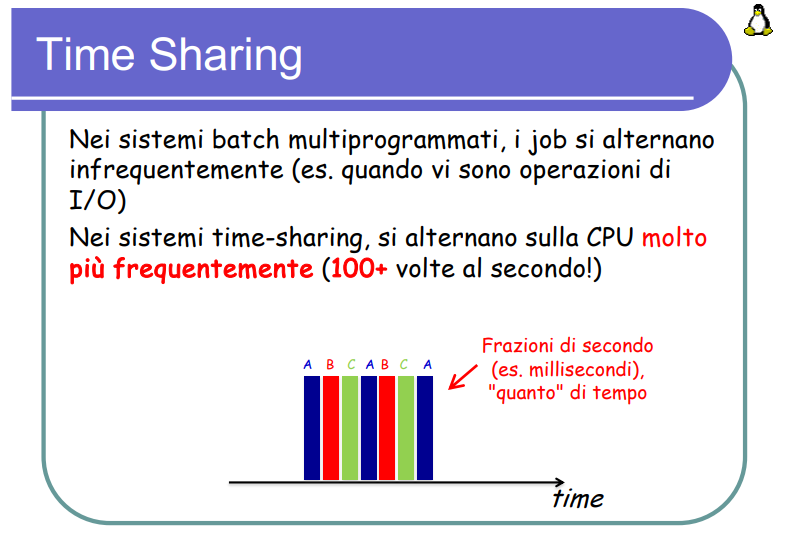 Time Sharing
Nei sistemi batch multiprogrammati, i job si alternano
infrequentemente (es. quando vi sono operazioni di
I/O)
Nei sistemi time-sharing, si alternano sulla CPU molto
più frequentemente (100+ volte al secondo!)
Frazioni di secondo
(es. millisecondi),
"quanto" di tempo
A B C A B C A
time